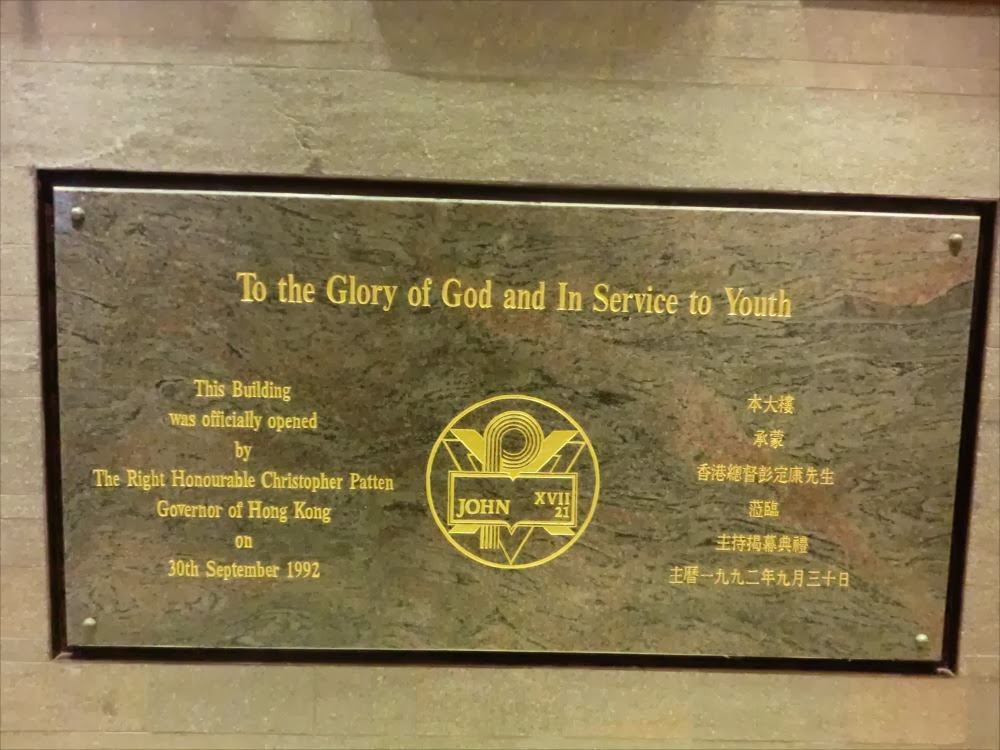 To the Glory of God and In Service to Youth
This Building
was officially opened
by
The Right Honourable Christopher Patten
Governor of Hong Kong
on
30th September 1992
JOHN XVII
21
本大樓
承蒙
香港總督彭定康先生
蒞臨
主持揭幕典禮
主曆一九九二年九月三十日